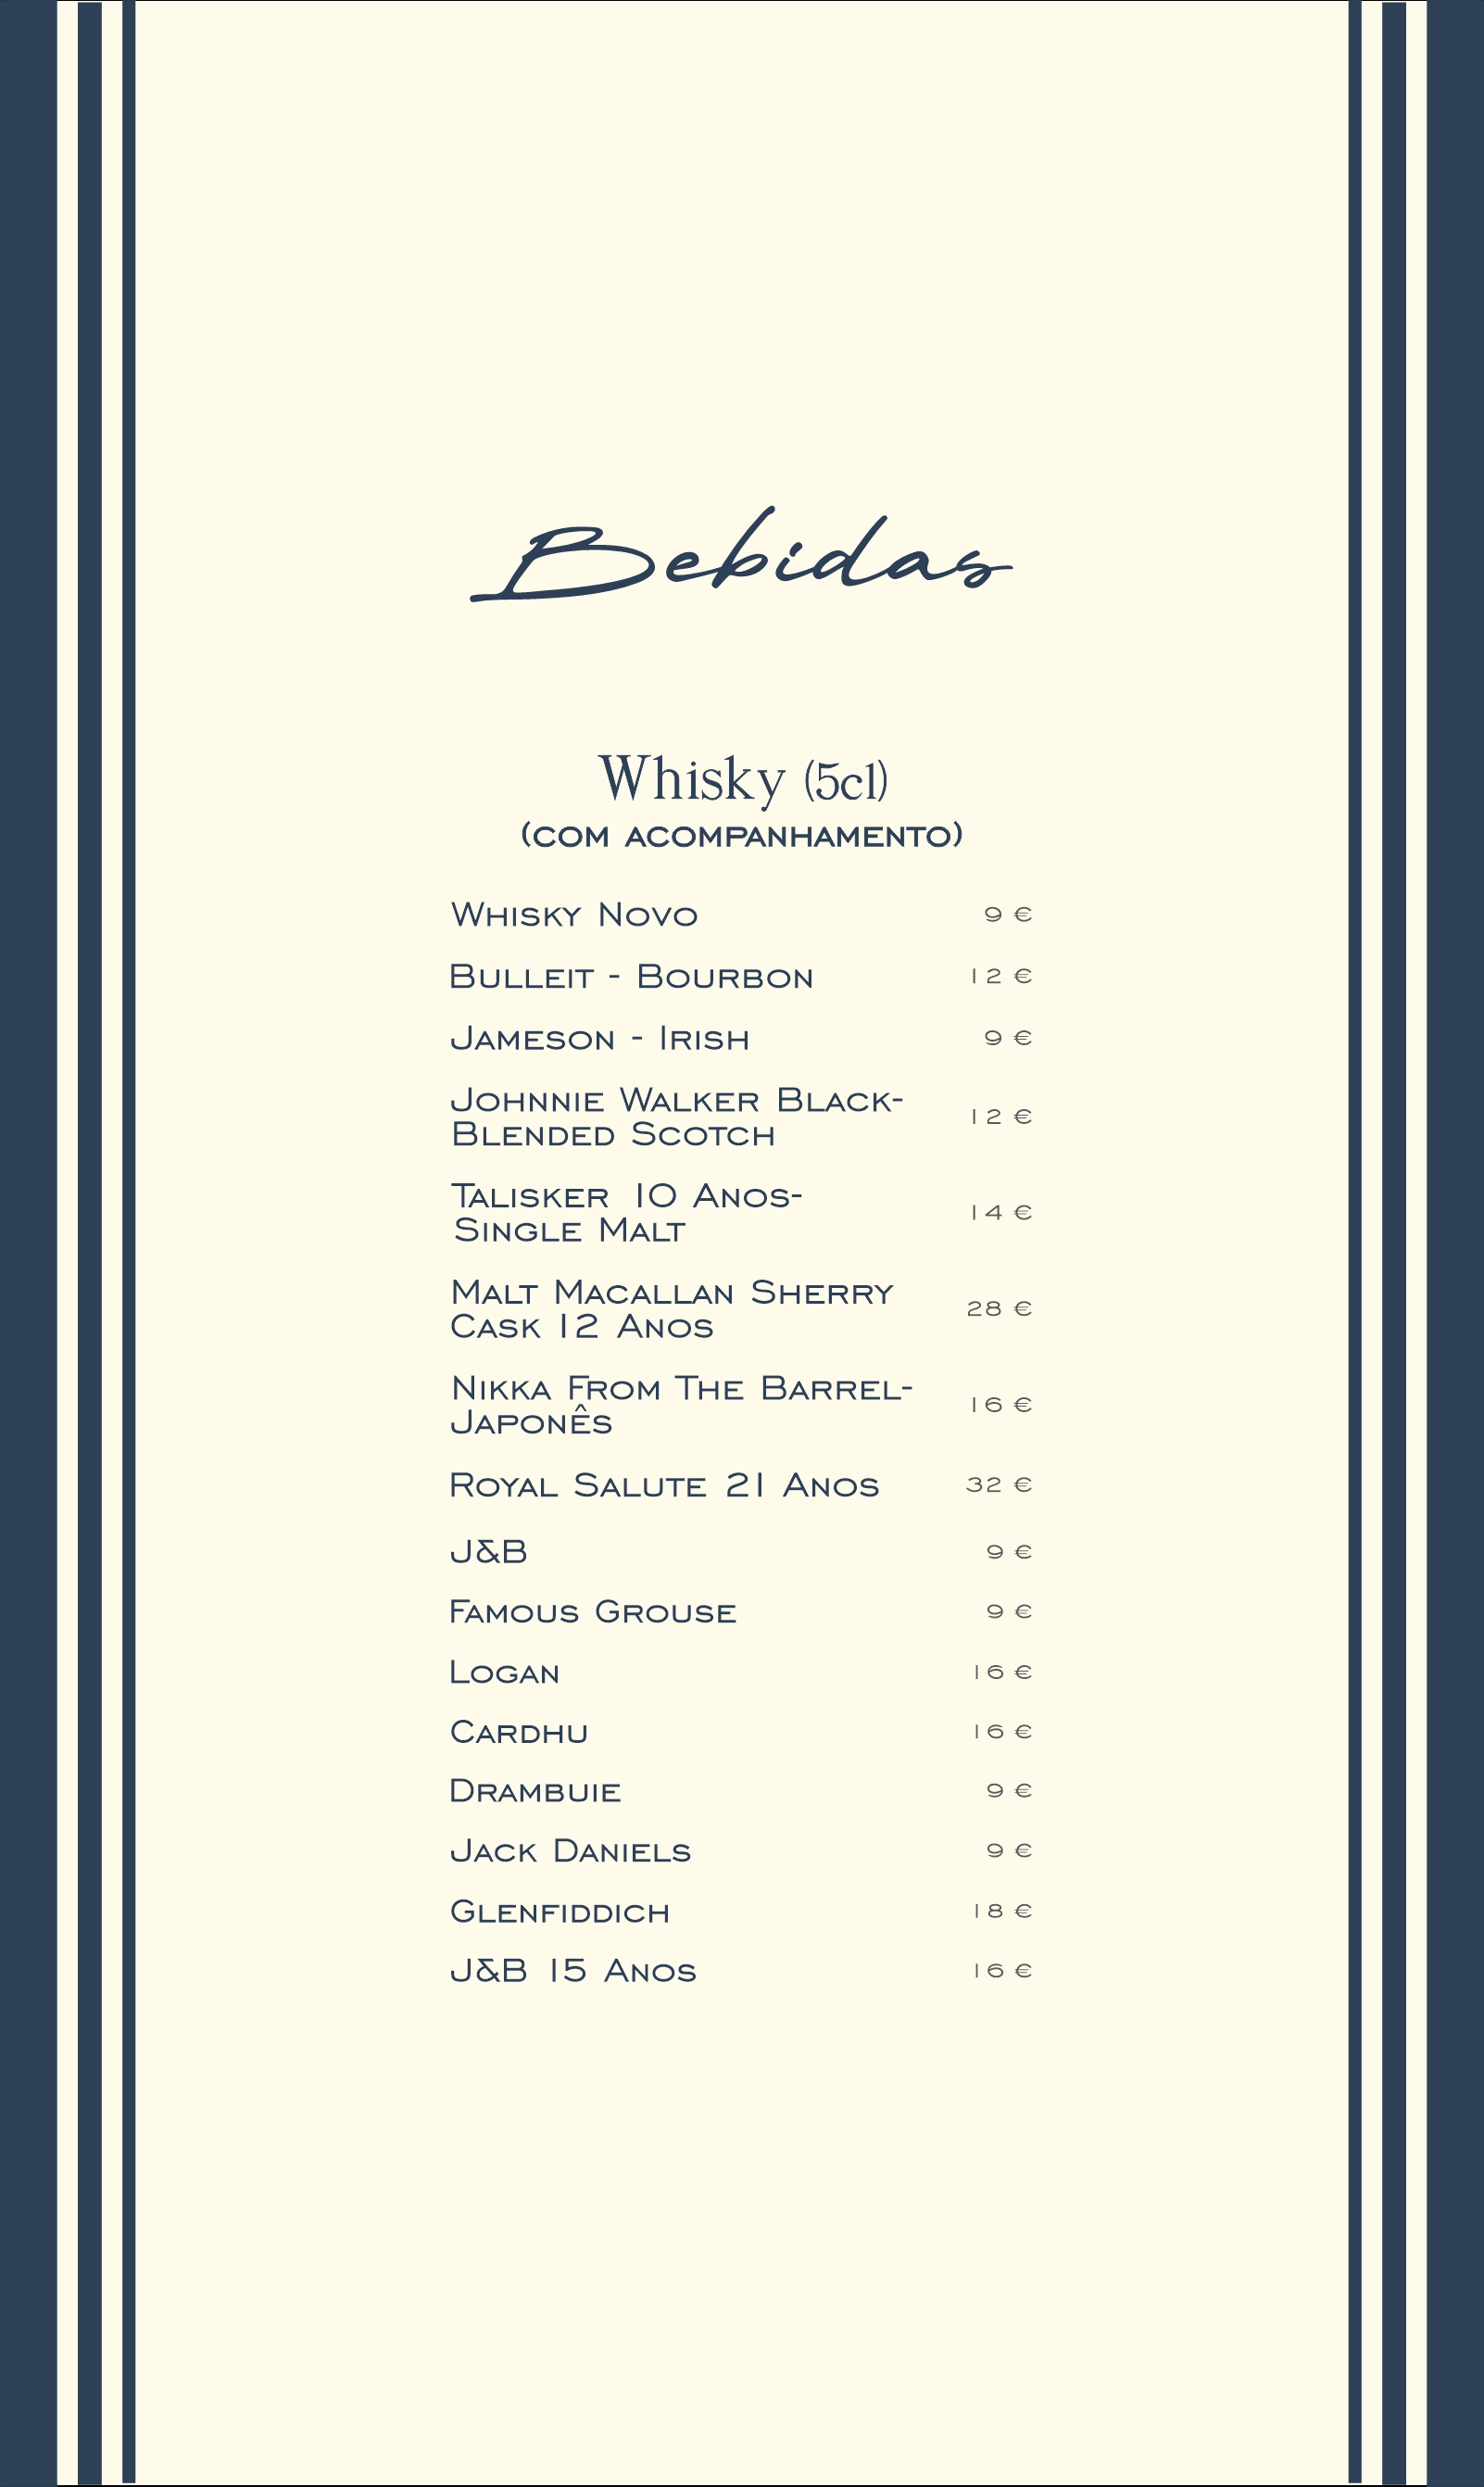 Bebidas
Whisky (5cl)
(COM ACOMPANHAMENTO)
Whisky Novo 9 €
Bulleit - Bourbon 12 €
Jameson - Irish 9 €
Johnnie Walker Black-
Blended Scotch 12 €
Talisker 10 Anos-
Single Malt 14 €
Malt Macallan Sherry
Cask 12 Anos 28 €
Nikka From The Barrel-
Japonês 16 €
Royal Salute 21 Anos 32 €
J&B 9 €
Famous Grouse 9 €
Logan 16 €
Cardhu 16 €
Drambuie 9 €
Jack Daniels 9 €
Glenfiddich 18 €
J&B 15 Anos 16 €